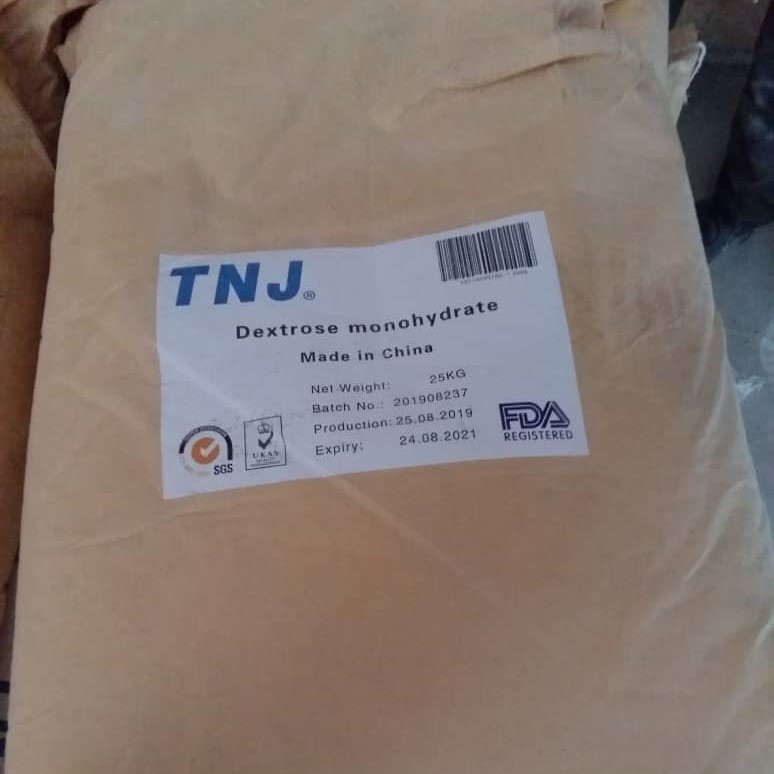 TNJ®
Dextrose monohydrate
Made in China
Net Weight: 25KG
Batch No.: 201908237
Production: 25.08.2019
Expiry: 24.08.2021
SGS
UKAS
FDA
REGISTERED